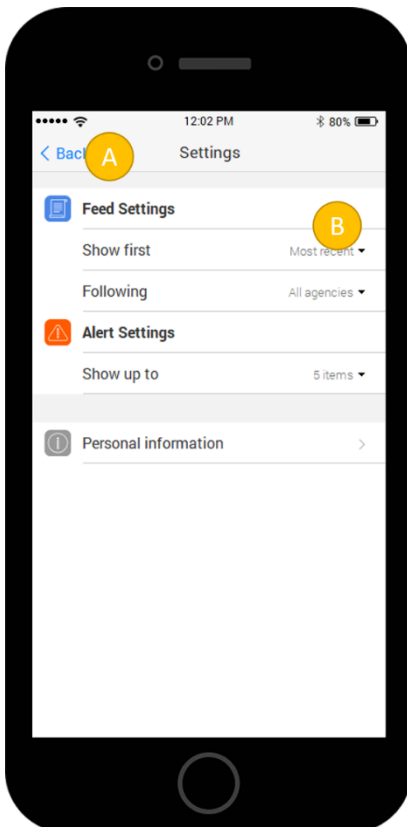 12:02 PM 80%
< Back A Settings
Feed Settings
B
Show first Most recent
Following All agencies
Alert Settings
Show up to 5 items
Personal information >